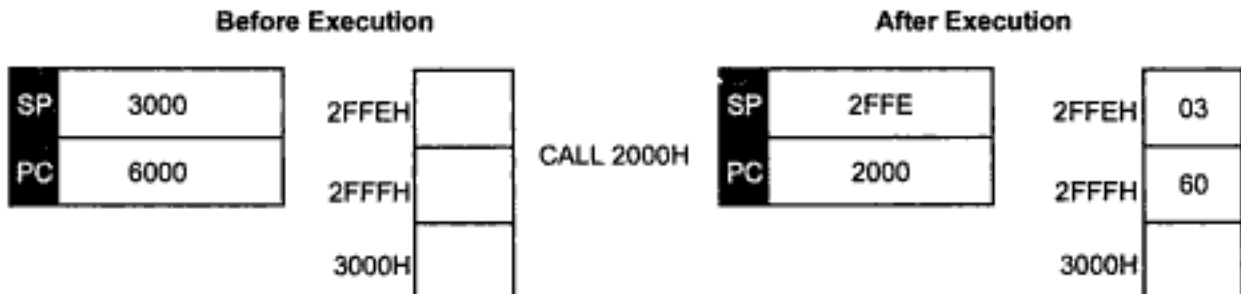 Before Execution
After Execution
SP 3000
PC 6000
2FFEH
2FFFH
3000H
CALL 2000H
SP 2FFE
PC 2000
2FFEH 03
2FFFH 60
3000H